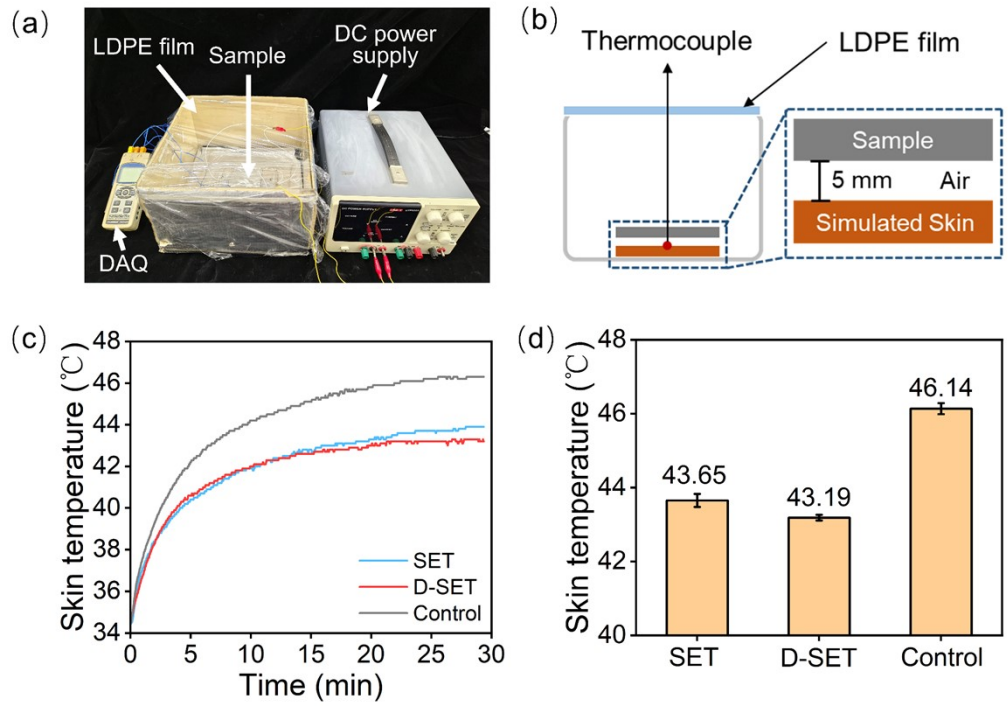 (a)
LDPE film
Sample
DC power
supply
DAQ
(b)
Thermocouple
LDPE film
Sample
5 mm
Air
Simulated Skin
(c)
Skin temperature (℃)
48
46
44
42
40
38
36
34
0
5
10
15
20
25
30
Time (min)
SET
D-SET
Control
(d)
Skin temperature (℃)
48
46
44
42
40
43.65
43.19
46.14
SET
D-SET
Control